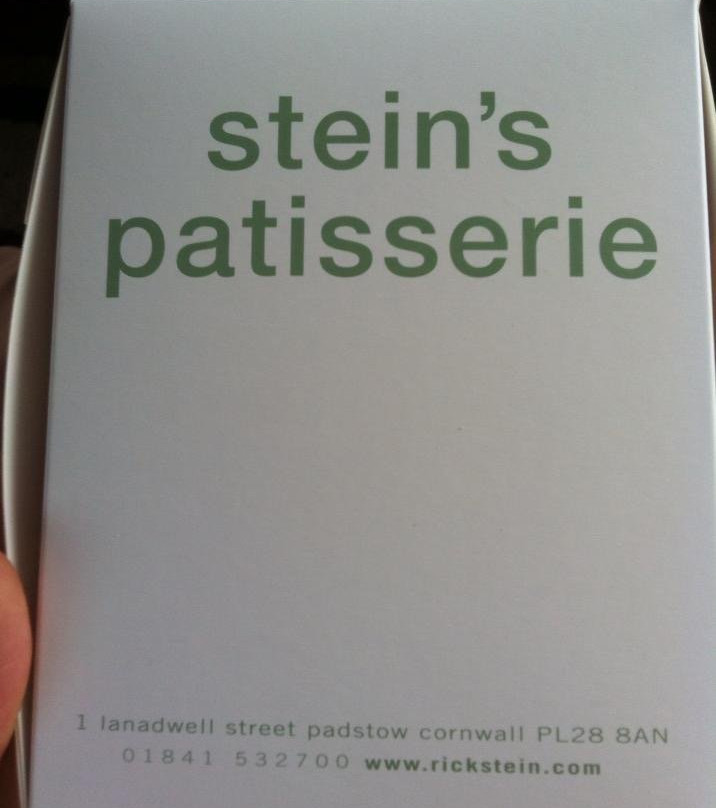 stein's
patisserie
1 lanadwell street padstow cornwall PL28 8AN
01841 532700 www.rickstein.com